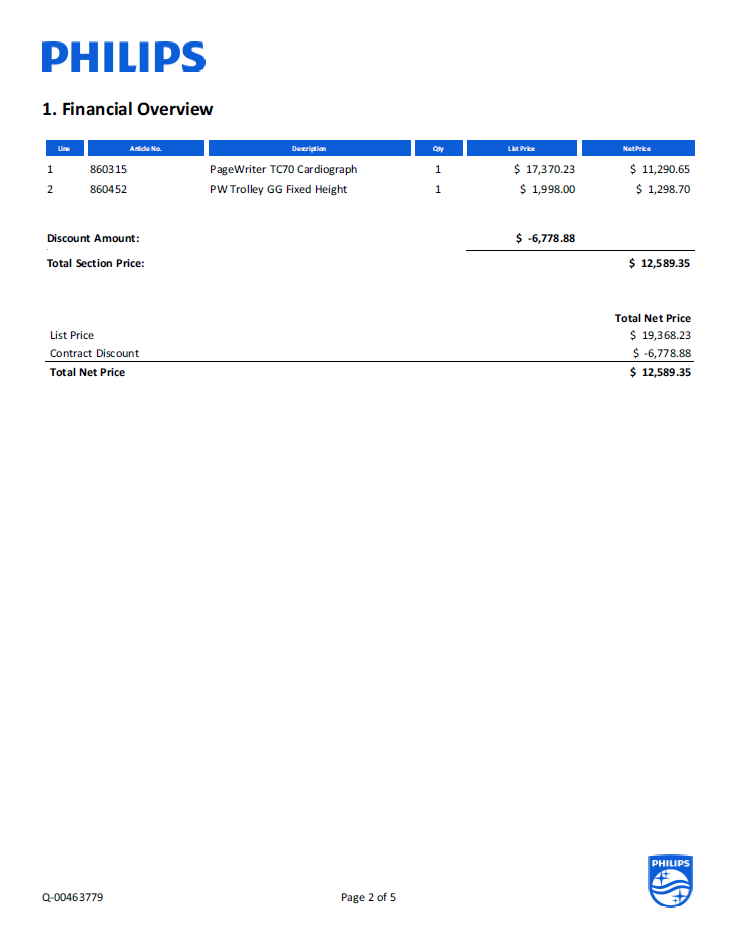 PHILIPS
1. Financial Overview
Line Article No. Description Qty List Price Net Price
1 860315 PageWriter TC70 Cardiograph 1 $ 17,370.23 $ 11,290.65
2 860452 PW Trolley GG Fixed Height 1 $ 1,998.00 $ 1,298.70
Discount Amount: $ -6,778.88
Total Section Price: $ 12,589.35
Total Net Price
List Price $ 19,368.23
Contract Discount $ -6,778.88
Total Net Price $ 12,589.35
PHILIPS
Q-00463779 Page 2 of 5